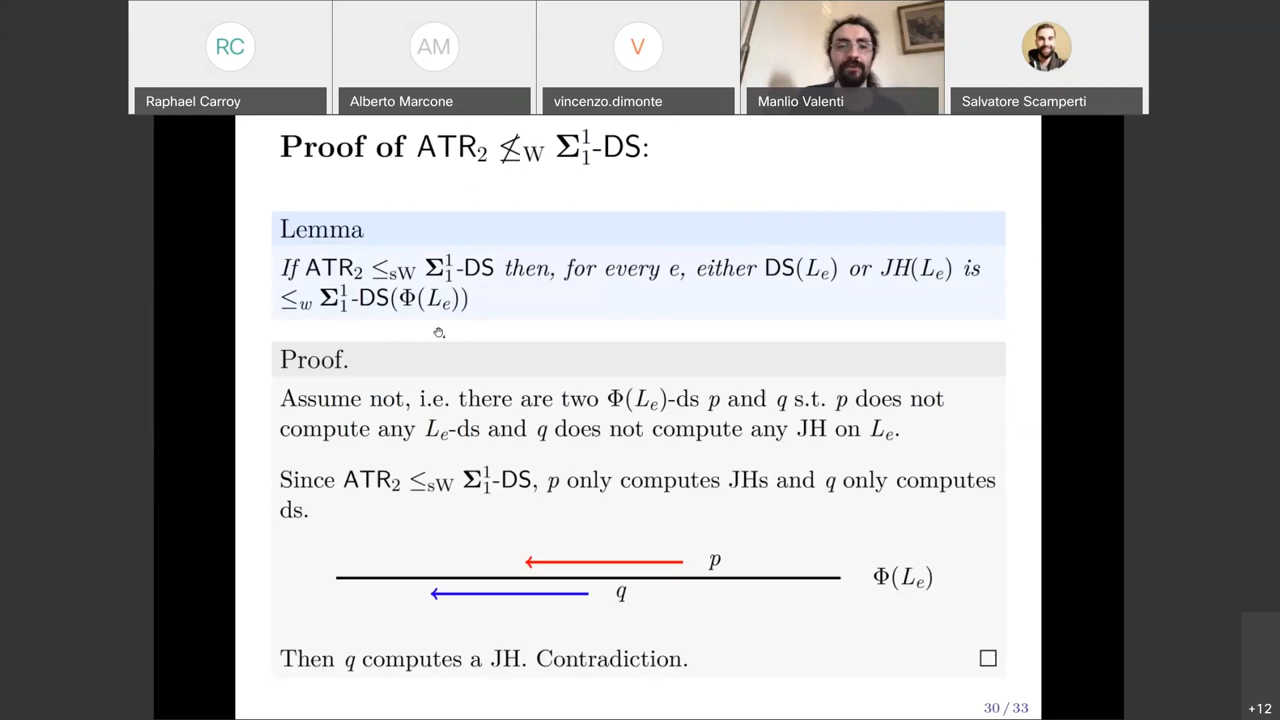 RC
AM
V
Raphael Carroy
Alberto Marcone
vincenzo.dimonte
Manlio Valenti
Salvatore Scamperti
Proof of ATR₂ ≰_W Σ¹₁-DS:
Lemma
If ATR₂ ≤_sW Σ¹₁-DS then, for every e, either DS(Lₑ) or JH(Lₑ) is
≤_w Σ¹₁-DS(Φ(Lₑ))
Proof.
Assume not, i.e. there are two Φ(Lₑ)-ds p and q s.t. p does not
compute any Lₑ-ds and q does not compute any JH on Lₑ.
Since ATR₂ ≤_sW Σ¹₁-DS, p only computes JHs and q only computes
ds.
p
Φ(Lₑ)
q
Then q computes a JH. Contradiction. □
30 / 33
+12